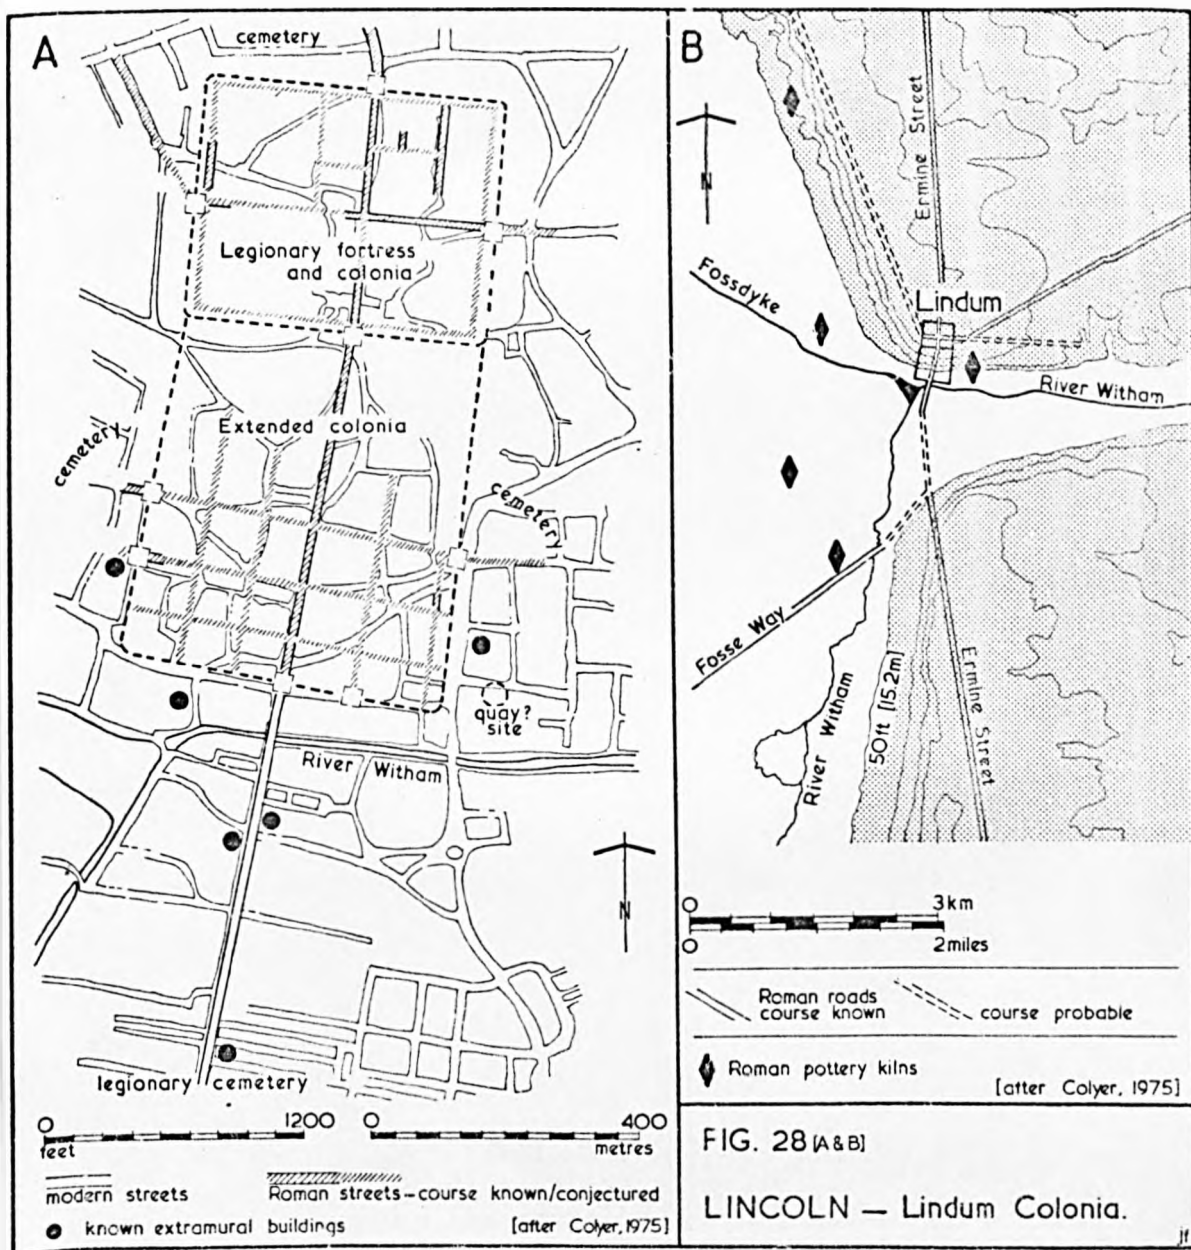 A
cemetery
Legionary fortress
and colonia
Extended colonia
cemetery
cemetery
quay?
site
River Witham
N
legionary cemetery
0 1200 0 400
feet metres
modern streets
Roman streets – course known/conjectured
known extramural buildings
[after Colyer, 1975]
B
N
Ermine Street
Fossdyke
Lindum
River Witham
Fosse Way
River Witham
50ft [15.2m]
Ermine Street
0 3km
0 2miles
Roman roads
course known
course probable
Roman pottery kilns
[after Colyer, 1975]
FIG. 28 [A & B]
LINCOLN – Lindum Colonia.
jf